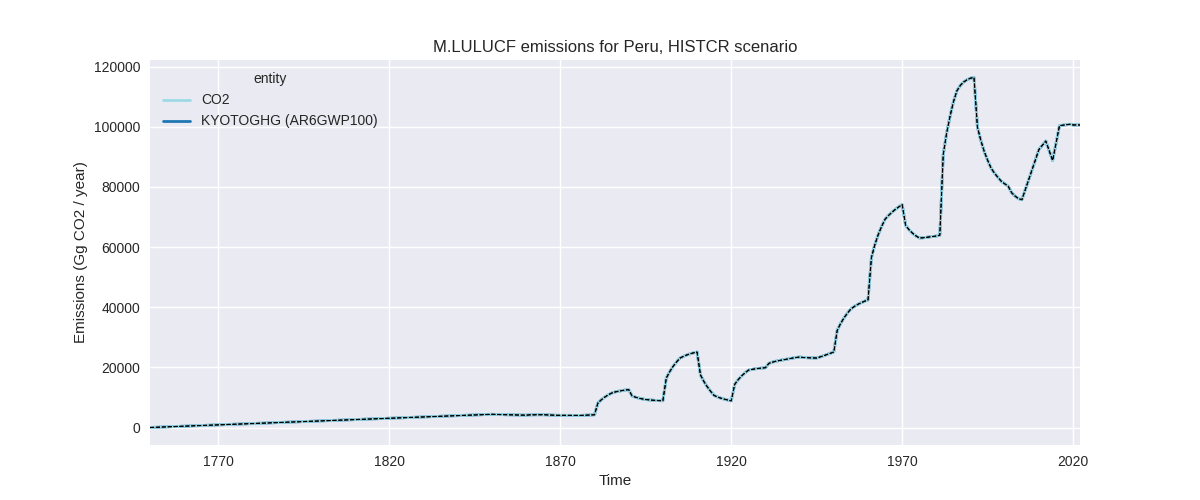 M.LULUCF emissions for Peru, HISTCR scenario
entity
CO2
KYOTOGHG (AR6GWP100)
Emissions (Gg CO2 / year)
120000
100000
80000
60000
40000
20000
0
1770
1820
1870
1920
1970
2020
Time